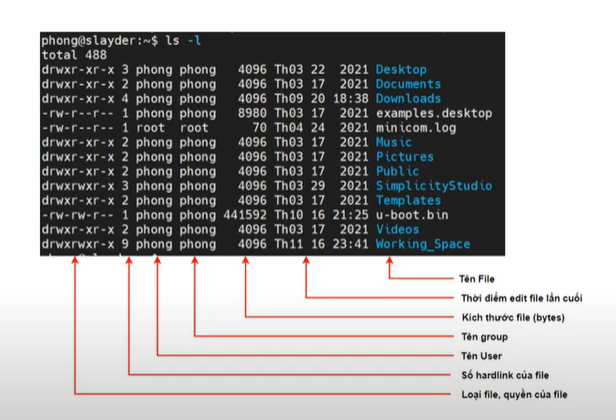 phong@slayder:~$ ls -l
total 488
drwxr-xr-x 3 phong phong 4096 Th03 22 2021 Desktop
drwxr-xr-x 2 phong phong 4096 Th03 17 2021 Documents
drwxr-xr-x 4 phong phong 4096 Th09 20 18:38 Downloads
-rw-r--r-- 1 phong phong 8980 Th03 17 2021 examples.desktop
-rw-r--r-- 1 root root 70 Th04 24 2021 minicom.log
drwxr-xr-x 2 phong phong 4096 Th03 17 2021 Music
drwxr-xr-x 2 phong phong 4096 Th03 17 2021 Pictures
drwxr-xr-x 2 phong phong 4096 Th03 17 2021 Public
drwxrwxr-x 3 phong phong 4096 Th03 29 2021 SimplicityStudio
drwxr-xr-x 2 phong phong 4096 Th03 17 2021 Templates
-rw-rw-r-- 1 phong phong 441592 Th10 16 21:25 u-boot.bin
drwxr-xr-x 2 phong phong 4096 Th03 17 2021 Videos
drwxrwxr-x 9 phong phong 4096 Th11 16 23:41 Working_Space
Tên File
Thời điểm edit file lần cuối
Kích thước file (bytes)
Tên group
Tên User
Số hardlink của file
Loại file, quyền của file